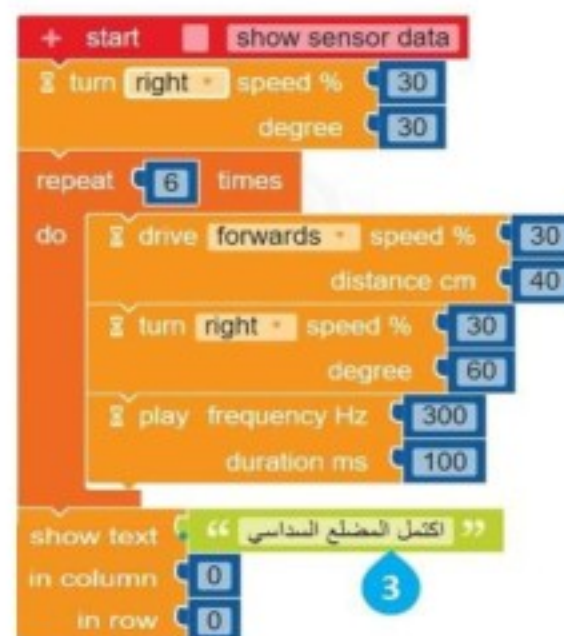 + start show sensor data
turn right speed % 30
degree 30
repeat 6 times
do drive forwards speed % 30
distance cm 40
turn right speed % 30
degree 60
play frequency Hz 300
duration ms 100
show text “ اكتمل المضلع السداسي ”
in column 0
3
in row 0